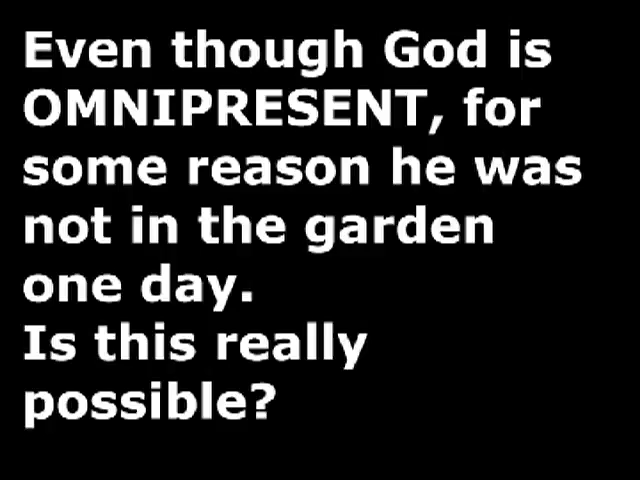 Even though God is
OMNIPRESENT, for
some reason he was
not in the garden
one day.
Is this really
possible?